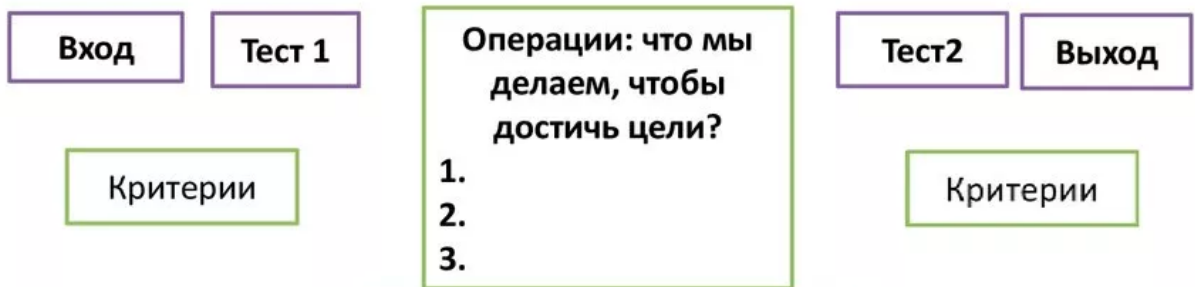 Вход
Тест 1
Операции: что мы
делаем, чтобы
достичь цели?
1.
2.
3.
Тест2
Выход
Критерии
Критерии